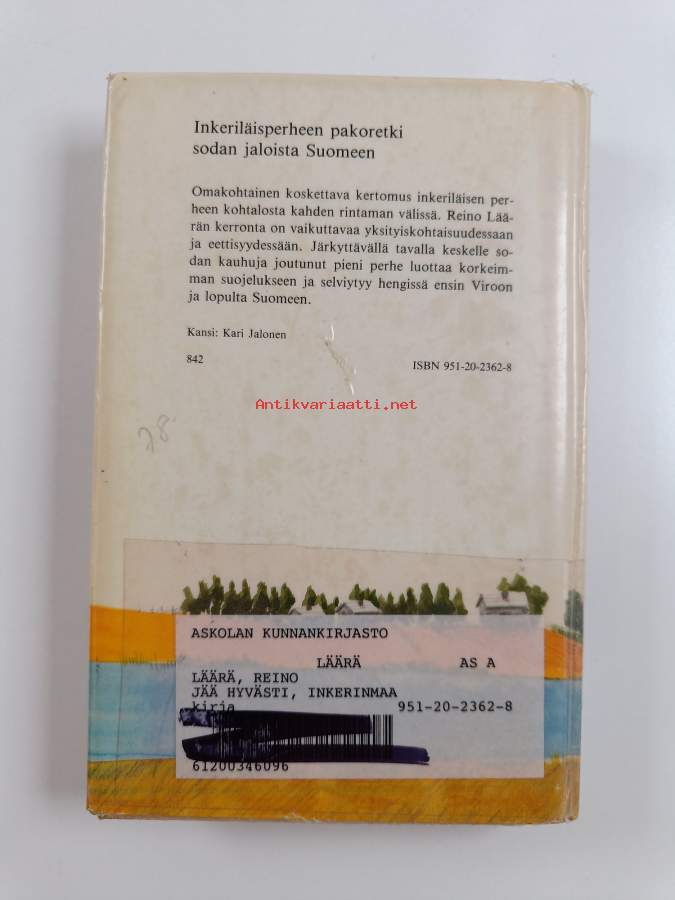 Inkeriläisperheen pakoretki
sodan jaloista Suomeen
Omakohtainen koskettava kertomus inkeriläisen per-
heen kohtalosta kahden rintaman välissä. Reino Lää-
rän kerronta on vaikuttavaa yksityiskohtaisuudessaan
ja eettisyydessään. Järkyttävällä tavalla keskelle so-
dan kauhuja joutunut pieni perhe luottaa korkeim-
man suojelukseen ja selviytyy hengissä ensin Viroon
ja lopulta Suomeen.
Kansi: Kari Jalonen
842 ISBN 951-20-2362-8
Antikvariaatti.net
78
ASKOLAN KUNNANKIRJASTO
LÄÄRÄ AS A
LÄÄRÄ, REINO
JÄÄ HYVÄSTI, INKERINMAA
kirja 951-20-2362-8
61200346096